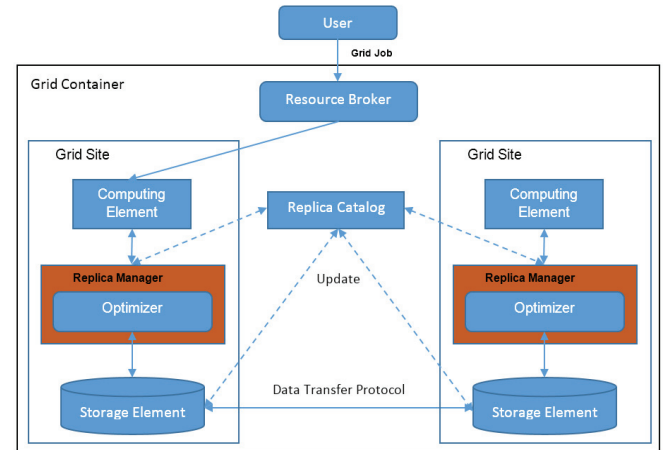 User
Grid Job
Grid Container
Resource Broker
Grid Site
Grid Site
Computing
Element
Replica Catalog
Computing
Element
Replica Manager
Optimizer
Update
Replica Manager
Optimizer
Storage Element
Data Transfer Protocol
Storage Element